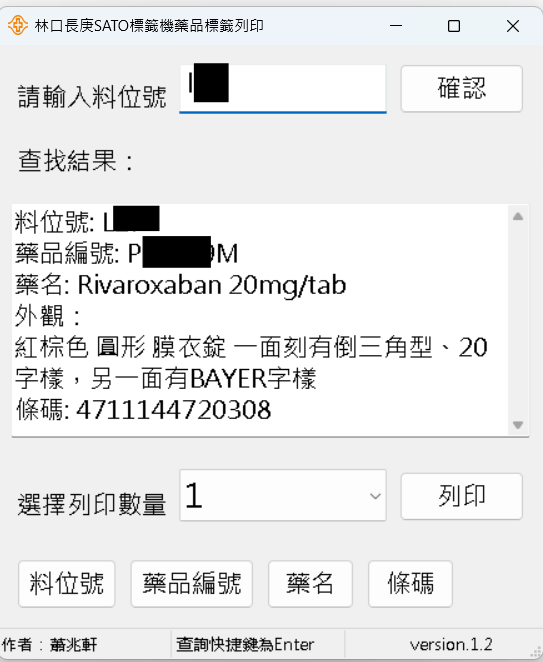 林口長庚SATO標籤機藥品標籤列印
請輸入料位號
確認
查找結果：
料位號: L
藥品編號: P 9M
藥名: Rivaroxaban 20mg/tab
外觀：
紅棕色 圓形 膜衣錠 一面刻有倒三角型、20
字樣，另一面有BAYER字樣
條碼: 4711144720308
選擇列印數量 1
列印
料位號 藥品編號 藥名 條碼
作者：蕭兆軒 查詢快捷鍵為Enter version.1.2